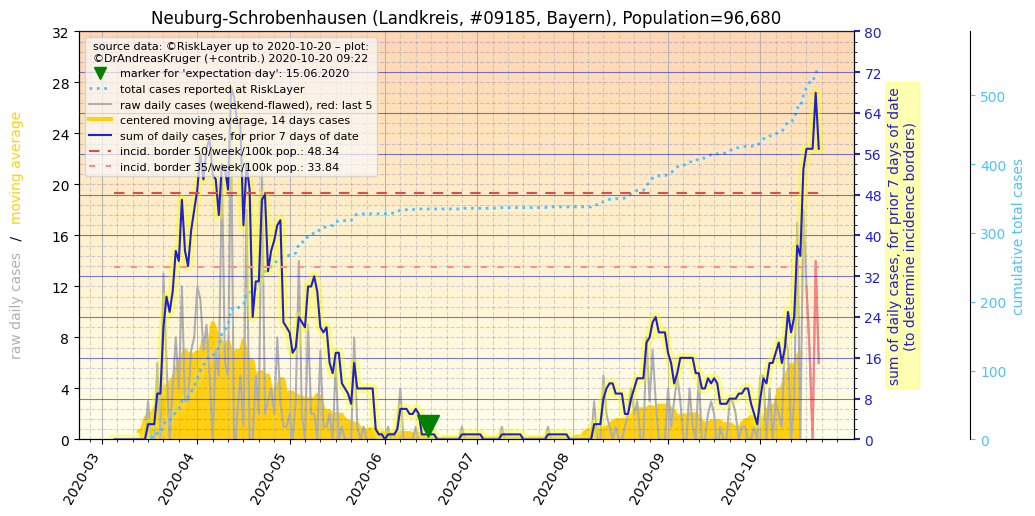 Neuburg-Schrobenhausen (Landkreis, #09185, Bayern), Population=96,680
source data: ©RiskLayer up to 2020-10-20 – plot:
©DrAndreasKruger (+contrib.) 2020-10-20 09:22
marker for 'expectation day': 15.06.2020
total cases reported at RiskLayer
raw daily cases (weekend-flawed), red: last 5
centered moving average, 14 days cases
sum of daily cases, for prior 7 days of date
incid. border 50/week/100k pop.: 48.34
incid. border 35/week/100k pop.: 33.84
raw daily cases / moving average
32
28
24
20
16
12
8
4
0
2020-03
2020-04
2020-05
2020-06
2020-07
2020-08
2020-09
2020-10
80
72
64
56
48
40
32
24
16
8
0
sum of daily cases, for prior 7 days of date
(to determine incidence borders)
500
400
300
200
100
0
cumulative total cases